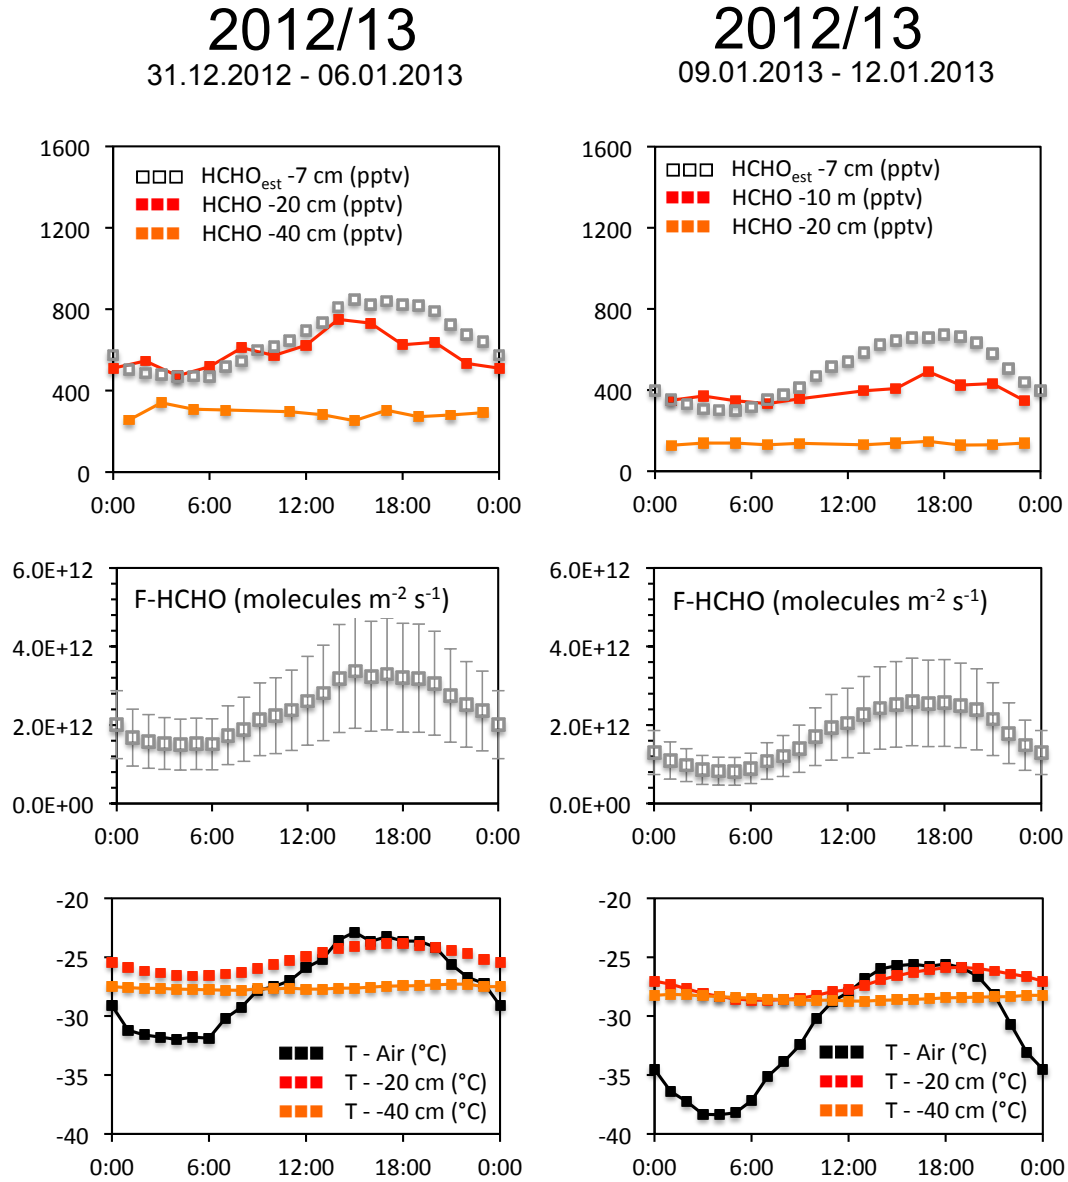 2012/13
31.12.2012 - 06.01.2013
1600
1200
800
400
0
HCHOest -7 cm (pptv)
HCHO -20 cm (pptv)
HCHO -40 cm (pptv)
0:00 6:00 12:00 18:00 0:00
6.0E+12
4.0E+12
2.0E+12
0.0E+00
F-HCHO (molecules m-2 s-1)
0:00 6:00 12:00 18:00 0:00
-20
-25
-30
-35
-40
T - Air (°C)
T - -20 cm (°C)
T - -40 cm (°C)
0:00 6:00 12:00 18:00 0:00
2012/13
09.01.2013 - 12.01.2013
1600
1200
800
400
0
HCHOest -7 cm (pptv)
HCHO -10 m (pptv)
HCHO -20 cm (pptv)
0:00 6:00 12:00 18:00 0:00
6.0E+12
4.0E+12
2.0E+12
0.0E+00
F-HCHO (molecules m-2 s-1)
0:00 6:00 12:00 18:00 0:00
-20
-25
-30
-35
-40
T - Air (°C)
T - -20 cm (°C)
T - -40 cm (°C)
0:00 6:00 12:00 18:00 0:00